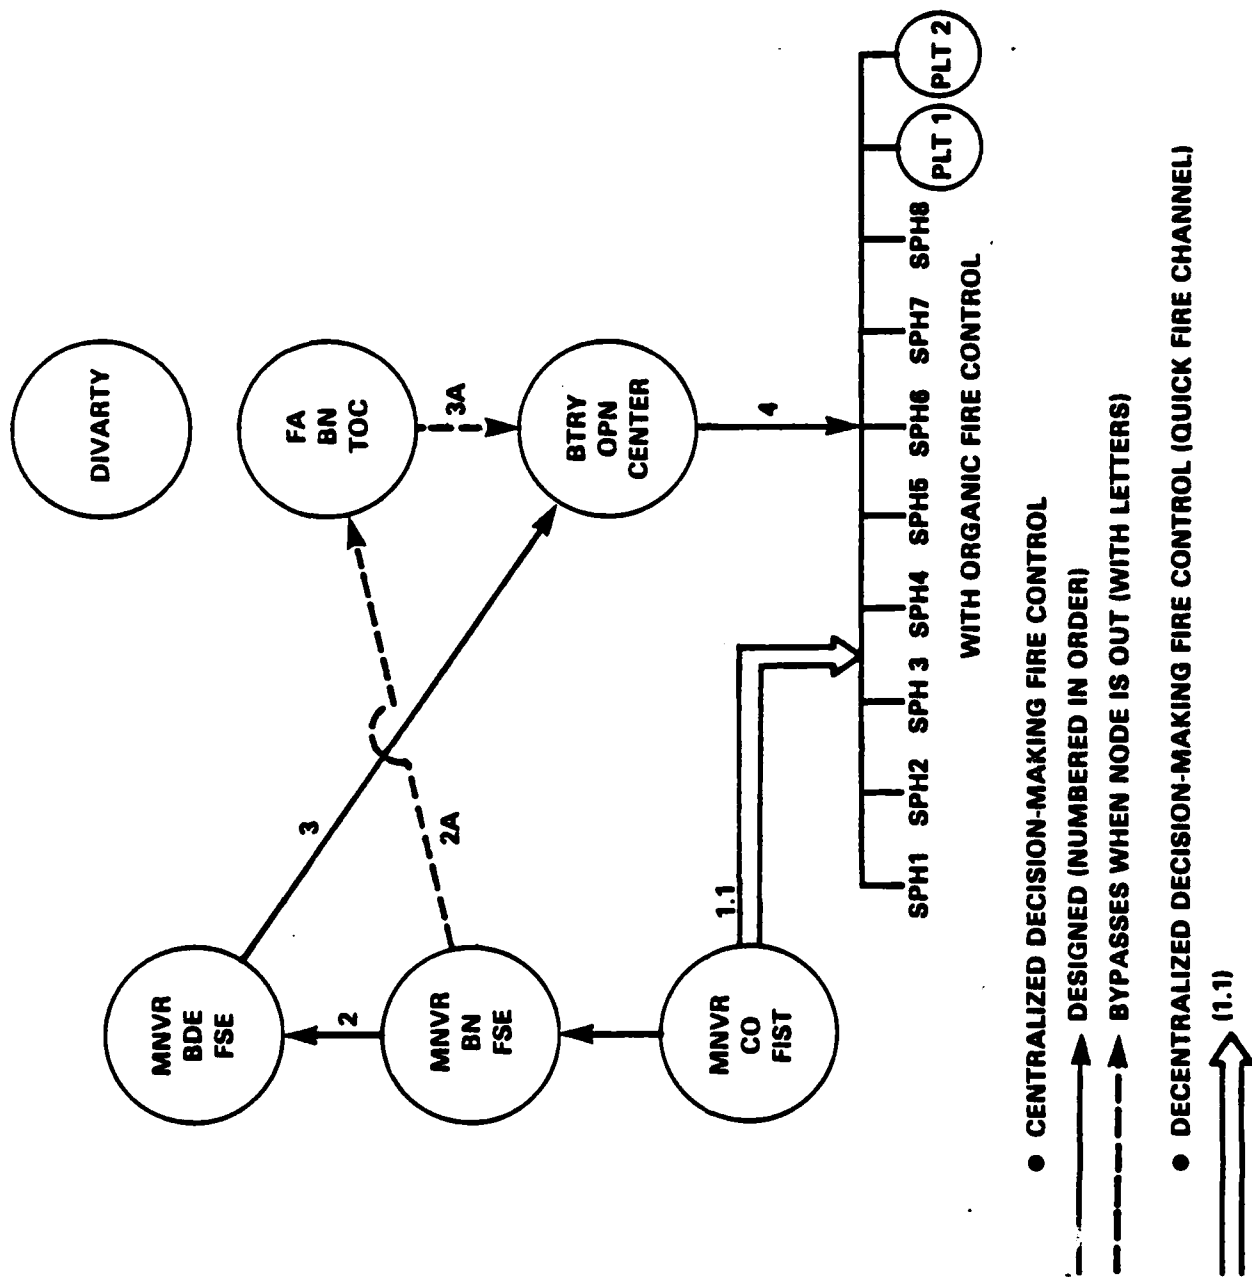 DIVARTY
MNVR
BDE
FSE
3
FA
BN
TOC
2
3A
MNVR
BN
FSE
2A
BTRY
OPN
CENTER
MNVR
CO
FIST
1.1
4
SPH1 SPH2 SPH 3 SPH4 SPH5 SPH6 SPH7 SPH8 PLT 1 PLT 2
WITH ORGANIC FIRE CONTROL
● CENTRALIZED DECISION-MAKING FIRE CONTROL
DESIGNED (NUMBERED IN ORDER)
BYPASSES WHEN NODE IS OUT (WITH LETTERS)
● DECENTRALIZED DECISION-MAKING FIRE CONTROL (QUICK FIRE CHANNEL)
(1.1)